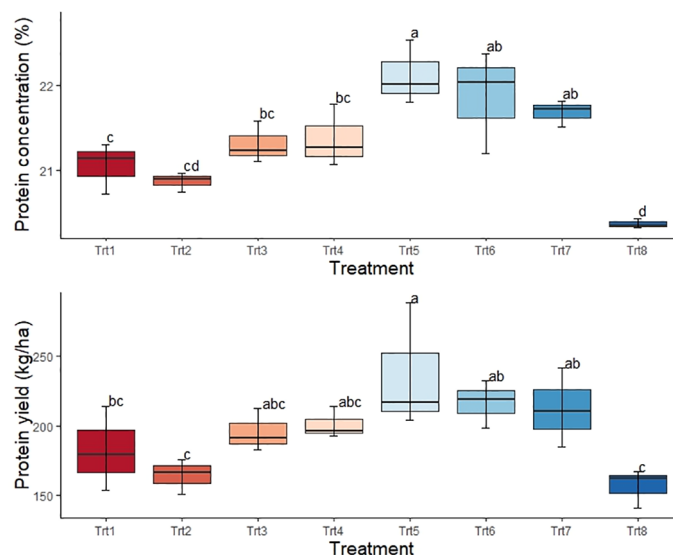 Protein concentration (%)
22
21
c
cd
bc
bc
a
ab
ab
d
Trt1 Trt2 Trt3 Trt4 Trt5 Trt6 Trt7 Trt8
Treatment
Protein yield (kg/ha)
250
200
150
bc
c
abc
abc
a
ab
ab
c
Trt1 Trt2 Trt3 Trt4 Trt5 Trt6 Trt7 Trt8
Treatment